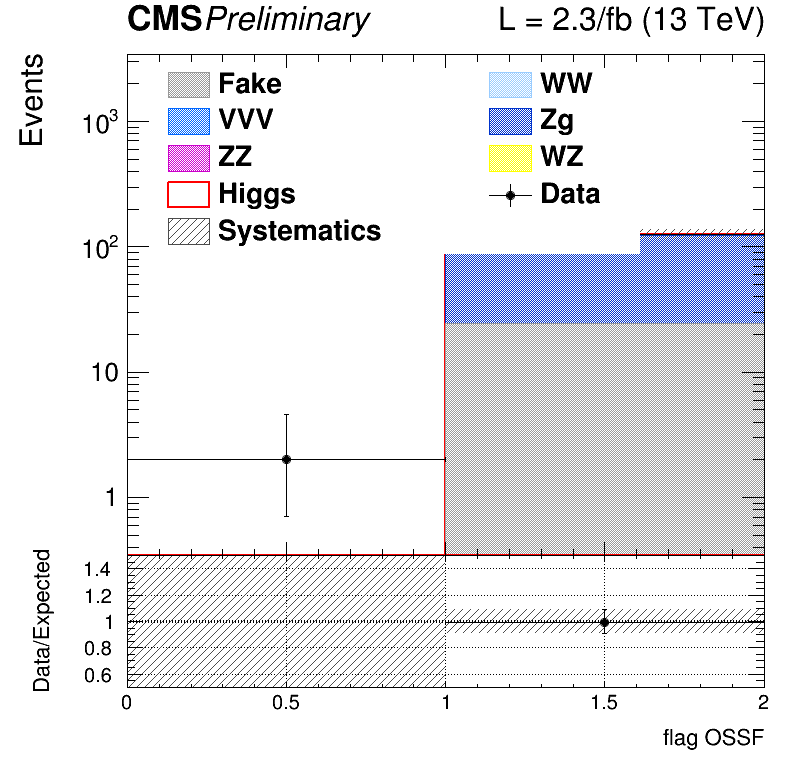 CMS Preliminary L = 2.3/fb (13 TeV)
Events
Fake WW
VVV Zg
ZZ WZ
Higgs Data
Systematics
10³
10²
10
1
Data/Expected
1.4
1.2
1
0.8
0.6
0 0.5 1 1.5 2
flag OSSF